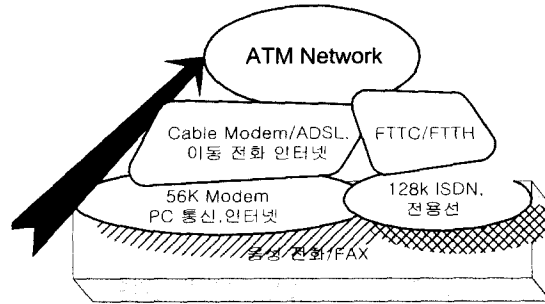 ATM Network
Cable Modem/ADSL,
이동 전화 인터넷
FTTC/FTTH
56K Modem
PC 통신,인터넷
128k ISDN,
전용선
음성 전화/FAX